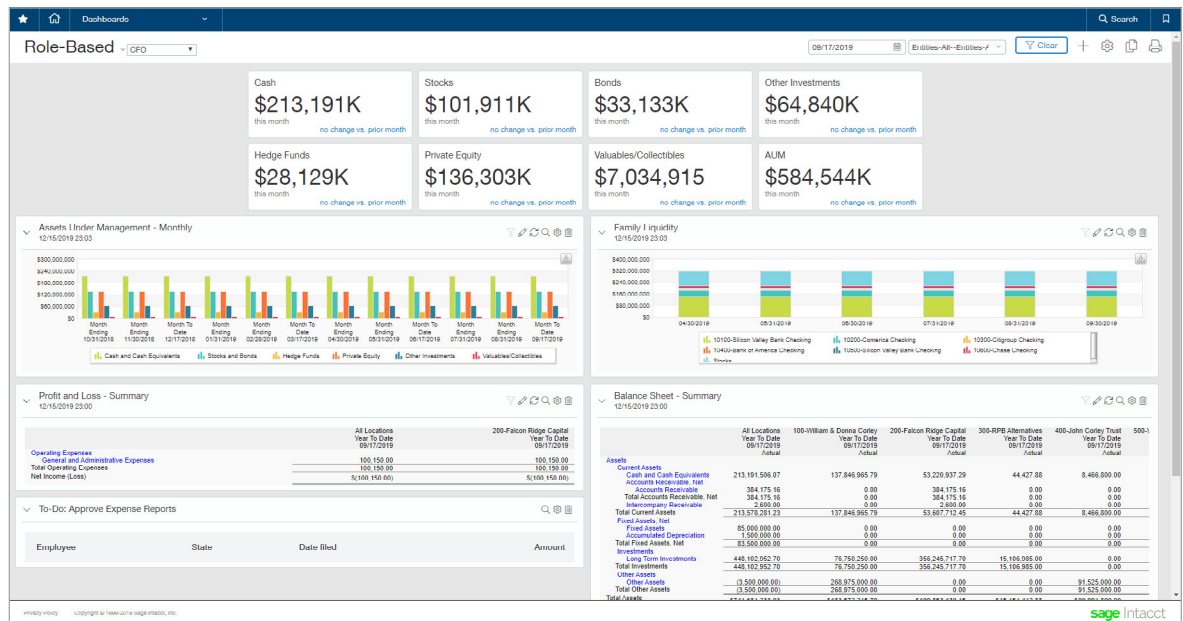 Dashboards
Search
Role-Based
CFO
09/17/2019
Entities-All--Entities-A
Clear
Cash
$213,191K
this month
no change vs. prior month
Stocks
$101,911K
this month
no change vs. prior month
Bonds
$33,133K
this month
no change vs. prior month
Other Investments
$64,840K
this month
no change vs. prior month
Hedge Funds
$28,129K
this month
no change vs. prior month
Private Equity
$136,303K
this month
no change vs. prior month
Valuables/Collectibles
$7,034,915
this month
no change vs. prior month
AUM
$584,544K
this month
no change vs. prior month
Assets Under Management - Monthly
12/15/2019 23:03
$300,000,000
$240,000,000
$180,000,000
$120,000,000
$60,000,000
$0
Month Ending 10/31/2018
Month Ending 11/30/2018
Month To Date 12/17/2018
Month Ending 01/31/2019
Month Ending 02/28/2019
Month To Date 03/17/2019
Month Ending 04/30/2019
Month Ending 05/31/2019
Month To Date 06/17/2019
Month Ending 07/31/2019
Month Ending 08/31/2019
Month To Date 09/17/2019
Cash and Cash Equivalents
Stocks and Bonds
Hedge Funds
Private Equity
Other Investments
Valuables/Collectibles
Family Liquidity
12/15/2019 23:03
$400,000,000
$320,000,000
$240,000,000
$160,000,000
$80,000,000
$0
04/30/2019
05/31/2019
06/30/2019
07/31/2019
08/31/2019
09/30/2019
10100-Silicon Valley Bank Checking
10200-Comerica Checking
10300-Citigroup Checking
10400-Bank of America Checking
10500-Silicon Valley Bank Checking
10600-Chase Checking
Stocks
Profit and Loss - Summary
12/15/2019 23:00
All Locations 200-Falcon Ridge Capital
Year To Date Year To Date
09/17/2019 09/17/2019
Operating Expenses
General and Administrative Expenses 100,150.00 100,150.00
Total Operating Expenses 100,150.00 100,150.00
Net Income (Loss) $(100,150.00) $(100,150.00)
To-Do: Approve Expense Reports
Employee State Date filed Amount
Balance Sheet - Summary
12/15/2019 23:00
All Locations 100-William & Donna Corley 200-Falcon Ridge Capital 300-RPB Alternatives 400-John Corley Trust 500-
Year To Date Year To Date Year To Date Year To Date Year To Date
09/17/2019 09/17/2019 09/17/2019 09/17/2019 09/17/2019
Actual Actual Actual Actual Actual
Assets
Current Assets
Cash and Cash Equivalents 213,191,506.07 137,846,965.79 53,220,937.29 44,427.88 8,466,800.00
Accounts Receivable, Net
Accounts Receivable 384,175.16 0.00 384,175.16 0.00 0.00
Total Accounts Receivable, Net 384,175.16 0.00 384,175.16 0.00 0.00
Intercompany Receivable 2,600.00 0.00 2,600.00 0.00 0.00
Total Current Assets 213,578,281.23 137,846,965.79 53,607,712.45 44,427.88 8,466,800.00
Fixed Assets, Net
Fixed Assets 85,000,000.00 0.00 0.00 0.00 0.00
Accumulated Depreciation 1,500,000.00 0.00 0.00 0.00 0.00
Total Fixed Assets, Net 83,500,000.00 0.00 0.00 0.00 0.00
Investments
Long Term Investments 448,102,952.70 76,750,250.00 356,245,717.70 15,106,985.00 0.00
Total Investments 448,102,952.70 76,750,250.00 356,245,717.70 15,106,985.00 0.00
Other Assets
Other Assets (3,500,000.00) 268,975,000.00 0.00 0.00 91,525,000.00
Total Other Assets (3,500,000.00) 268,975,000.00 0.00 0.00 91,525,000.00
Total Assets
Privacy Policy Copyright © 1999-2019 Sage Intacct, Inc.
sage Intacct